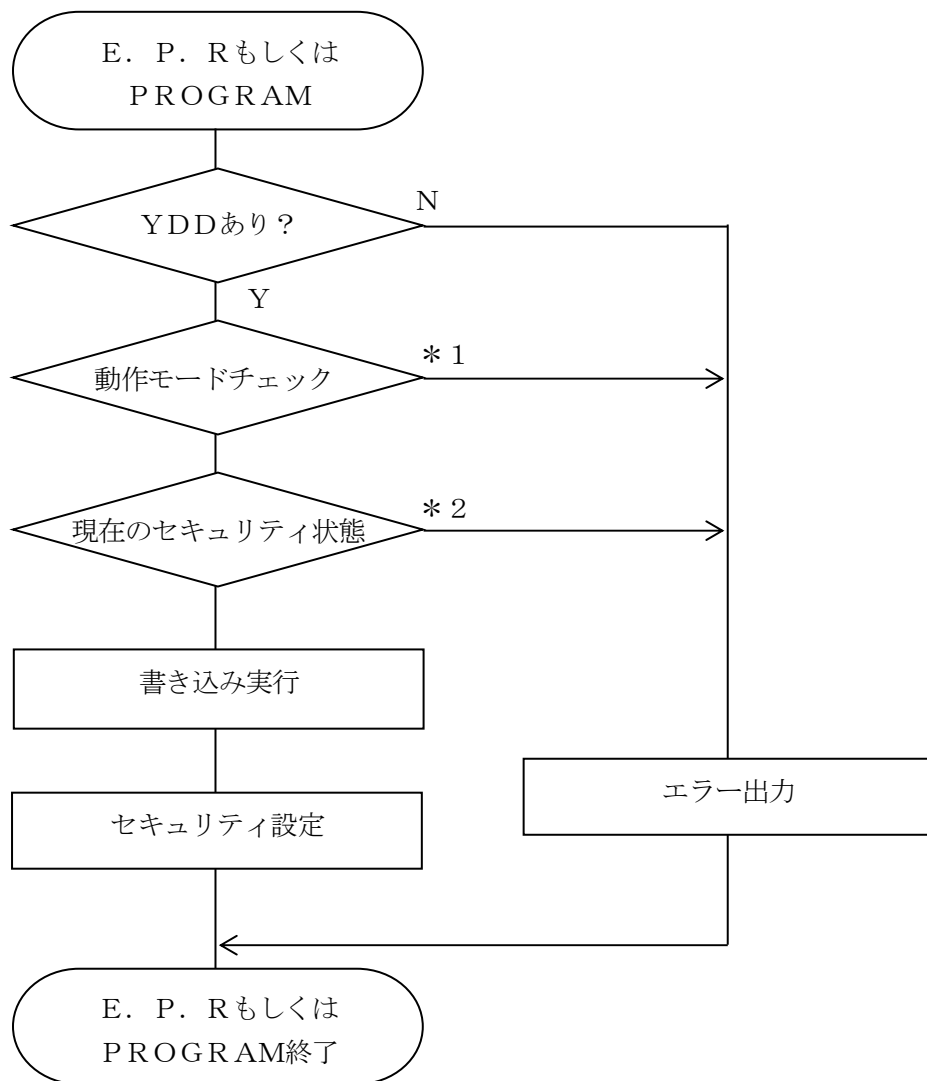 Ｅ．Ｐ．Ｒもしくは
ＰＲＯＧＲＡＭ
ＹＤＤあり？
Ｎ
Ｙ
動作モードチェック
＊１
現在のセキュリティ状態
＊２
書き込み実行
エラー出力
セキュリティ設定
Ｅ．Ｐ．Ｒもしくは
ＰＲＯＧＲＡＭ終了